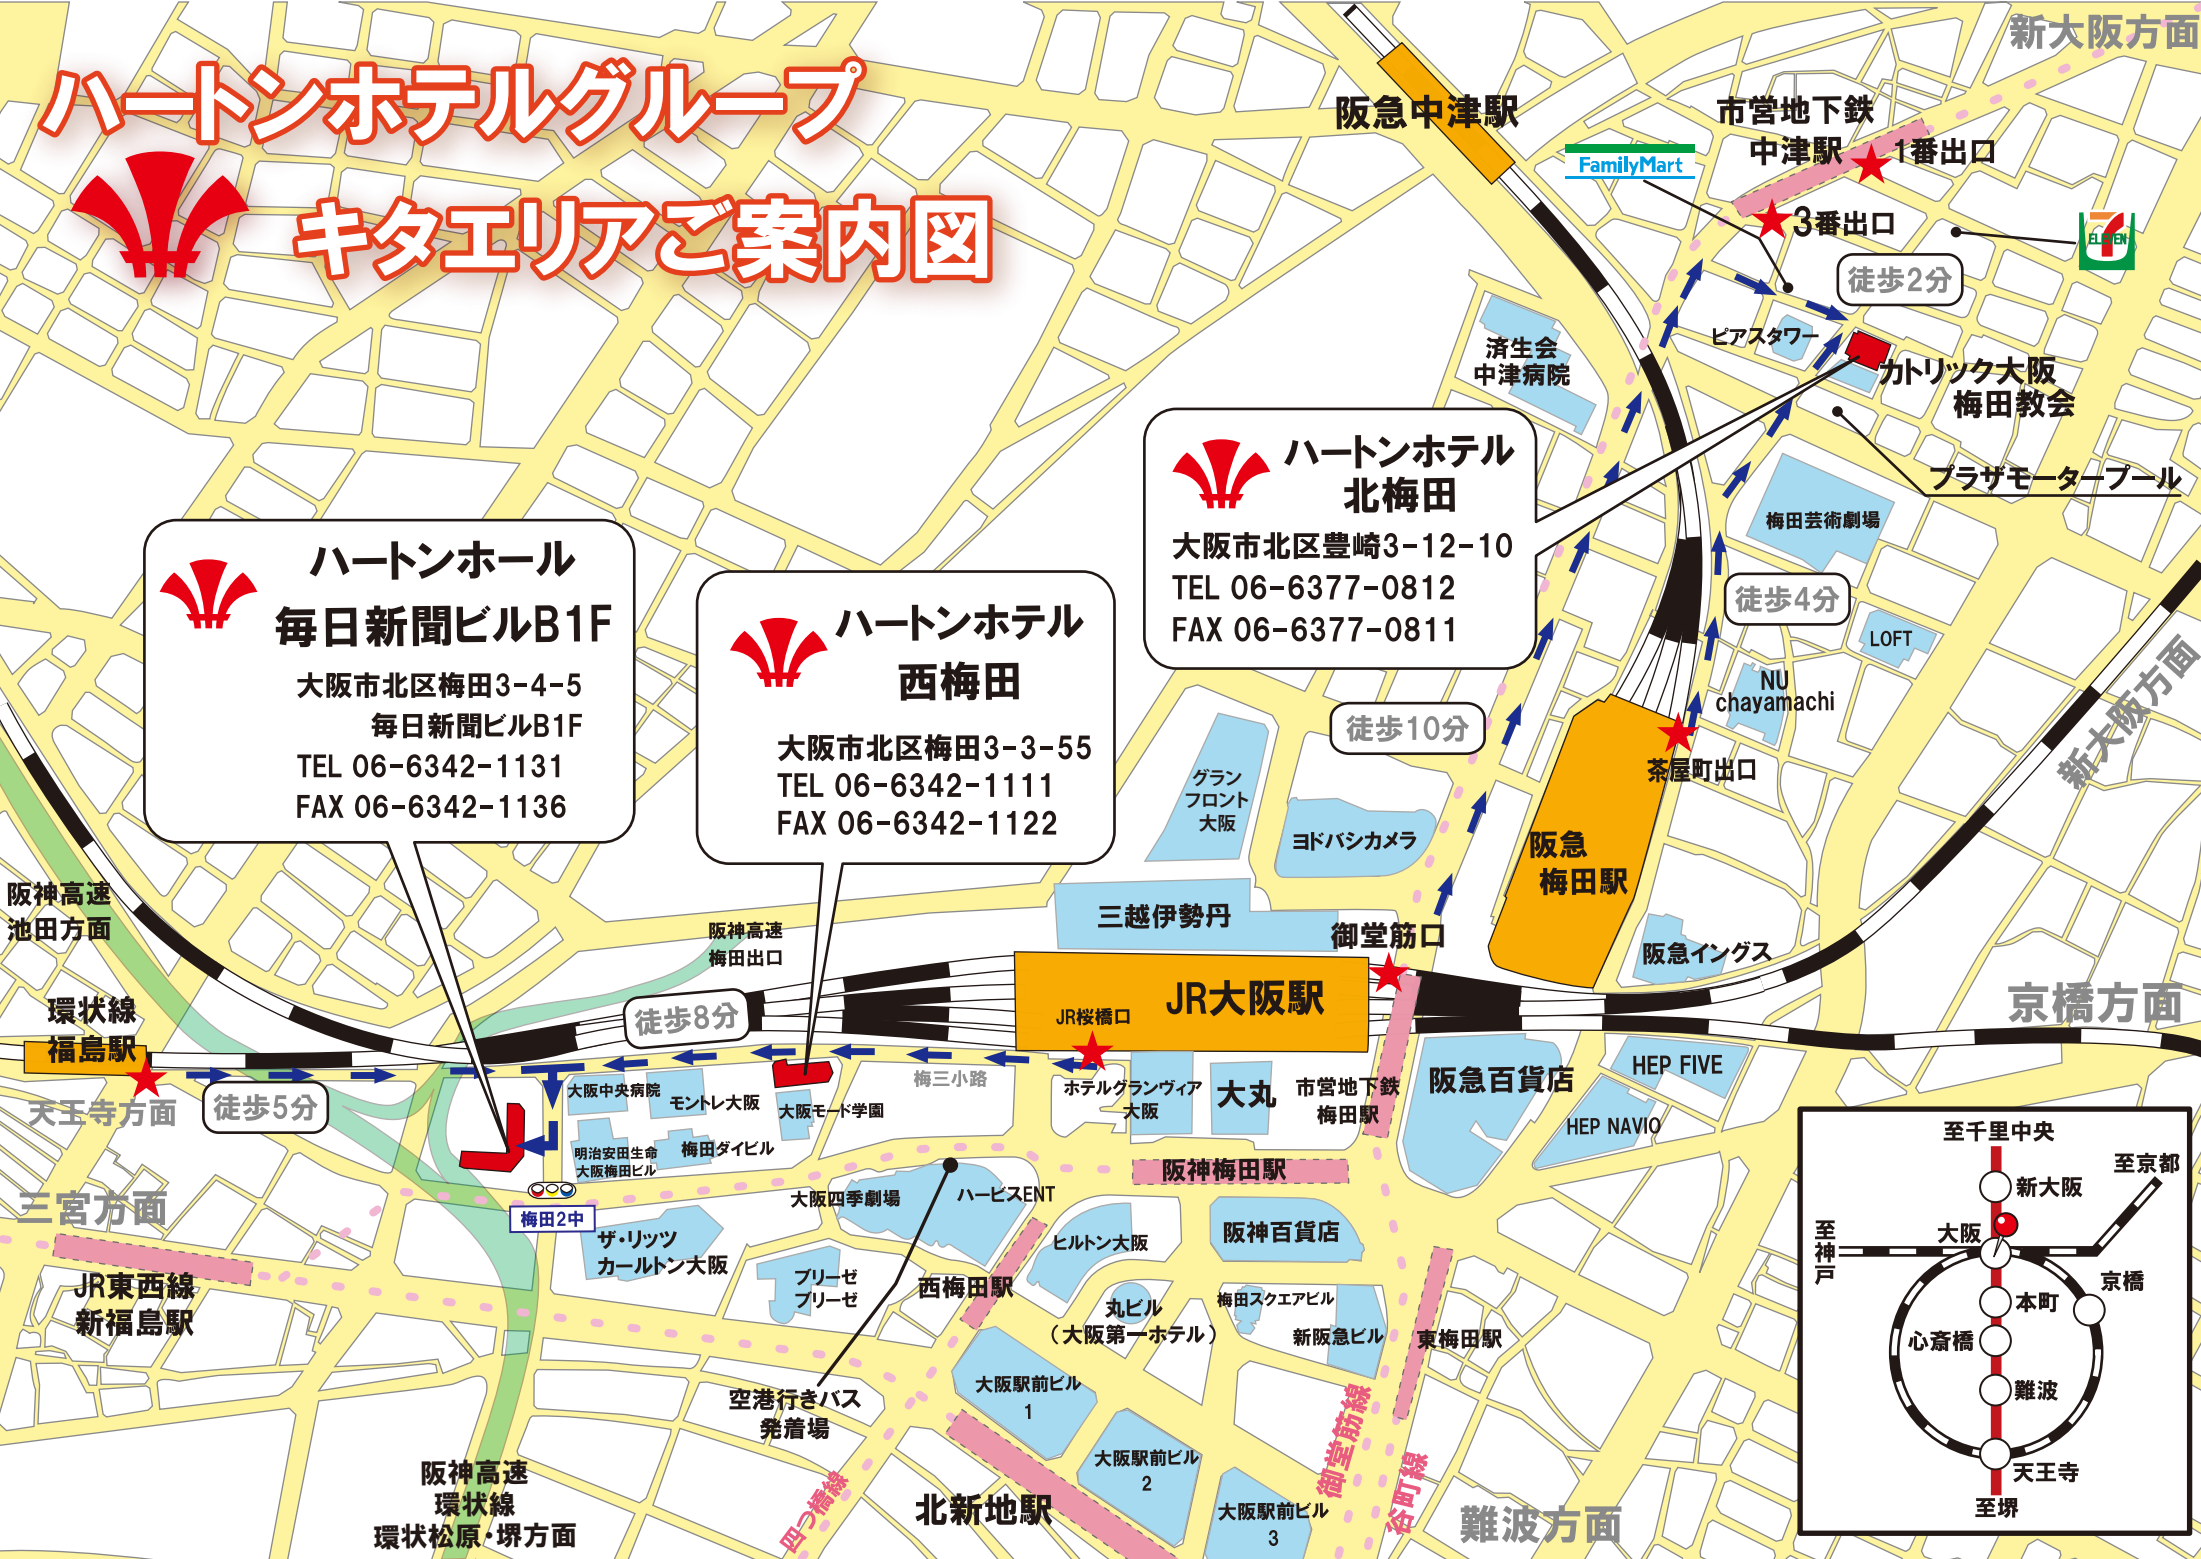 ハートンホテルグループ
キタエリアご案内図
新大阪方面
阪急中津駅
市営地下鉄
中津駅
1番出口
FamilyMart
3番出口
7
ELEVEN
徒歩2分
ピアスタワー
済生会
中津病院
カトリック大阪
梅田教会
プラザモータープール
ハートンホテル
北梅田
大阪市北区豊崎3-12-10
TEL 06-6377-0812
FAX 06-6377-0811
梅田芸術劇場
徒歩4分
LOFT
NU
chayamachi
新大阪方面
ハートンホール
毎日新聞ビルB1F
大阪市北区梅田3-4-5
毎日新聞ビルB1F
TEL 06-6342-1131
FAX 06-6342-1136
ハートンホテル
西梅田
大阪市北区梅田3-3-55
TEL 06-6342-1111
FAX 06-6342-1122
徒歩10分
茶屋町出口
グラン
フロント
大阪
ヨドバシカメラ
阪急
梅田駅
阪神高速
池田方面
阪神高速
梅田出口
三越伊勢丹
御堂筋口
阪急イングス
環状線
福島駅
徒歩8分
JR大阪駅
JR桜橋口
京橋方面
天王寺方面
徒歩5分
大阪中央病院
モントレ大阪
大阪モード学園
梅三小路
ホテルグランヴィア
大阪
大丸
市営地下鉄
梅田駅
阪急百貨店
HEP FIVE
HEP NAVIO
明治安田生命
大阪梅田ビル
梅田ダイビル
阪神梅田駅
三宮方面
梅田2中
大阪四季劇場
ハービスENT
ザ・リッツ
カールトン大阪
ブリーゼ
ブリーゼ
西梅田駅
ヒルトン大阪
阪神百貨店
JR東西線
新福島駅
丸ビル
(大阪第一ホテル)
梅田スクエアビル
新阪急ビル
東梅田駅
空港行きバス
発着場
大阪駅前ビル
1
大阪駅前ビル
2
大阪駅前ビル
3
御堂筋線
谷町線
四つ橋線
北新地駅
難波方面
阪神高速
環状線
環状松原・堺方面
至千里中央
至京都
新大阪
大阪
至神戸
京橋
本町
心斎橋
難波
天王寺
至堺